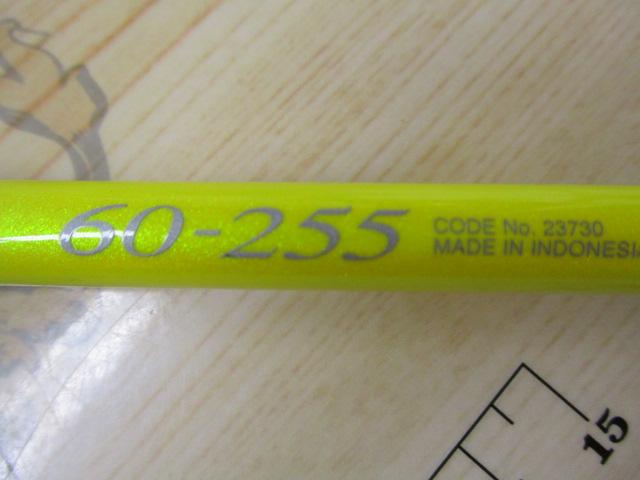 60-255
CODE No. 23730
MADE IN INDONESIA
15